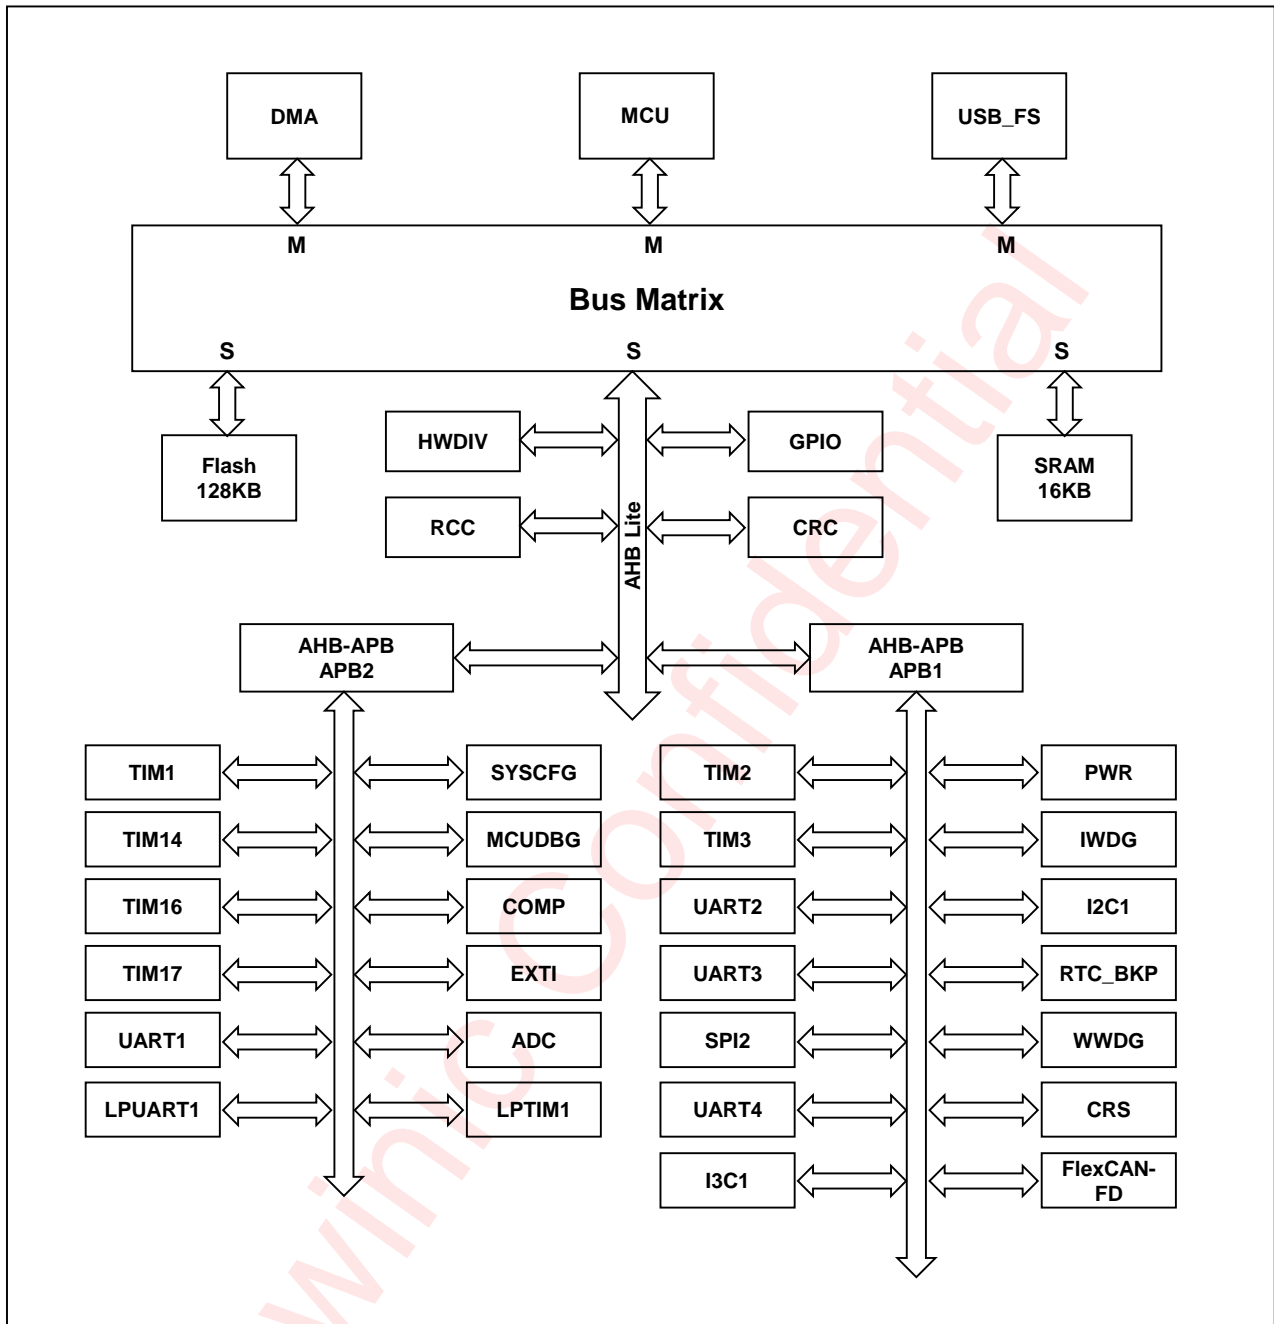 DMA
MCU
USB_FS
M
M
M
Bus Matrix
S
S
S
HWDIV
GPIO
Flash
128KB
SRAM
16KB
RCC
CRC
AHB Lite
AHB-APB
APB2
AHB-APB
APB1
TIM1
SYSCFG
TIM2
PWR
TIM14
MCUDBG
TIM3
IWDG
TIM16
COMP
UART2
I2C1
TIM17
EXTI
UART3
RTC_BKP
UART1
ADC
SPI2
WWDG
LPUART1
LPTIM1
UART4
CRS
I3C1
FlexCAN-
FD
winic Confidential